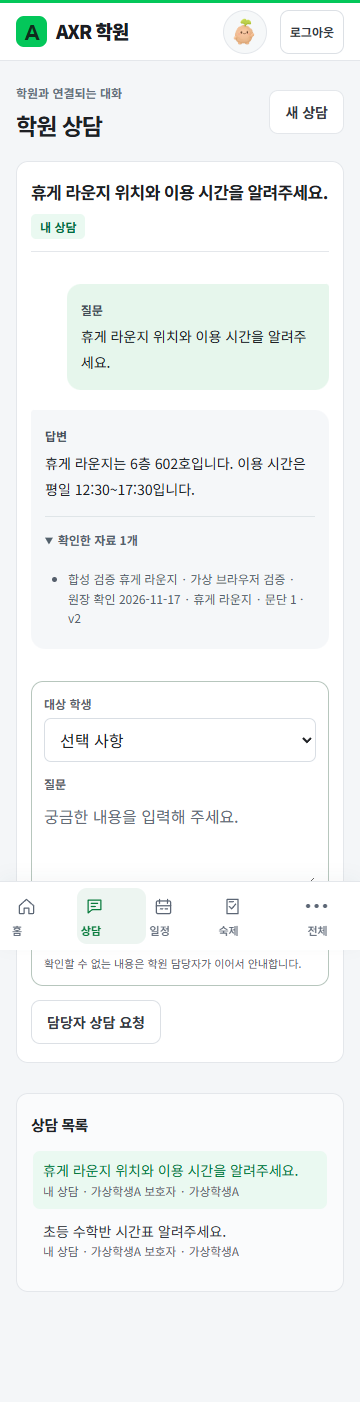 A AXR 학원
로그아웃
학원과 연결되는 대화
학원 상담
새 상담
휴게 라운지 위치와 이용 시간을 알려주세요.
내 상담
질문
휴게 라운지 위치와 이용 시간을 알려주
세요.
답변
휴게 라운지는 6층 602호입니다. 이용 시간은
평일 12:30~17:30입니다.
▼ 확인한 자료 1개
• 합성 검증 휴게 라운지 · 가상 브라우저 검증 ·
원장 확인 2026-11-17 · 휴게 라운지 · 문단 1 ·
v2
대상 학생
선택 사항
질문
궁금한 내용을 입력해 주세요.
홈
상담
일정
숙제
전체
확인할 수 없는 내용은 학원 담당자가 이어서 안내합니다.
담당자 상담 요청
상담 목록
휴게 라운지 위치와 이용 시간을 알려주세요.
내 상담 · 가상학생A 보호자 · 가상학생A
초등 수학반 시간표 알려주세요.
내 상담 · 가상학생A 보호자 · 가상학생A